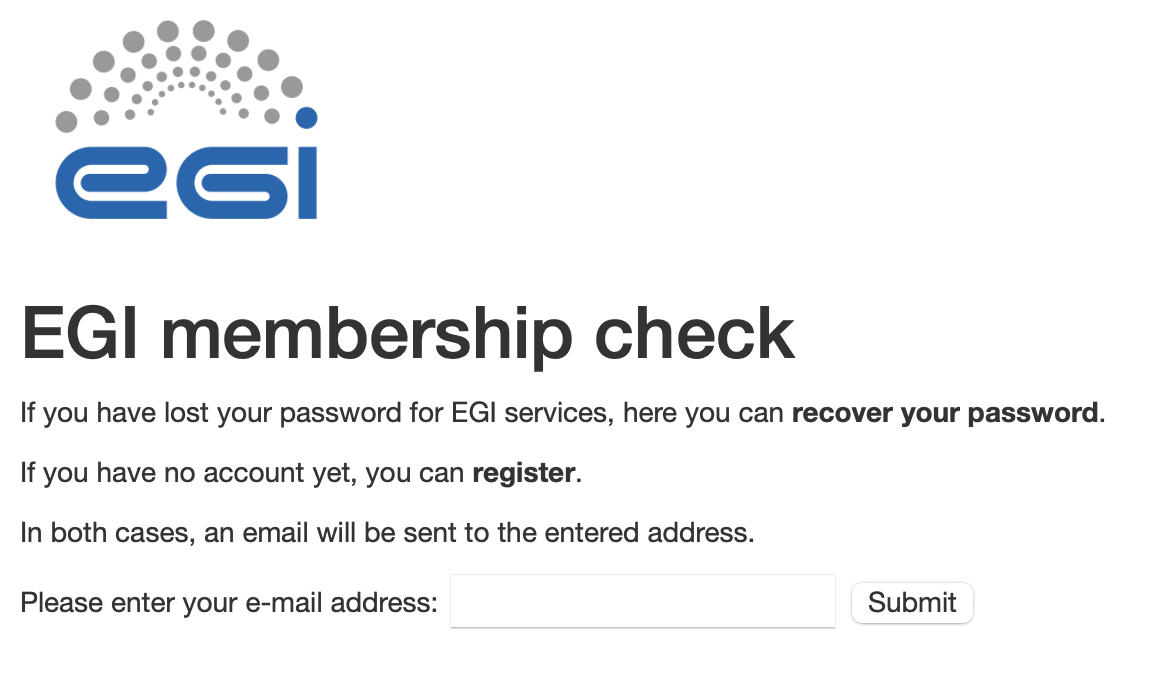 egi
EGI membership check
If you have lost your password for EGI services, here you can recover your password.
If you have no account yet, you can register.
In both cases, an email will be sent to the entered address.
Please enter your e-mail address: Submit